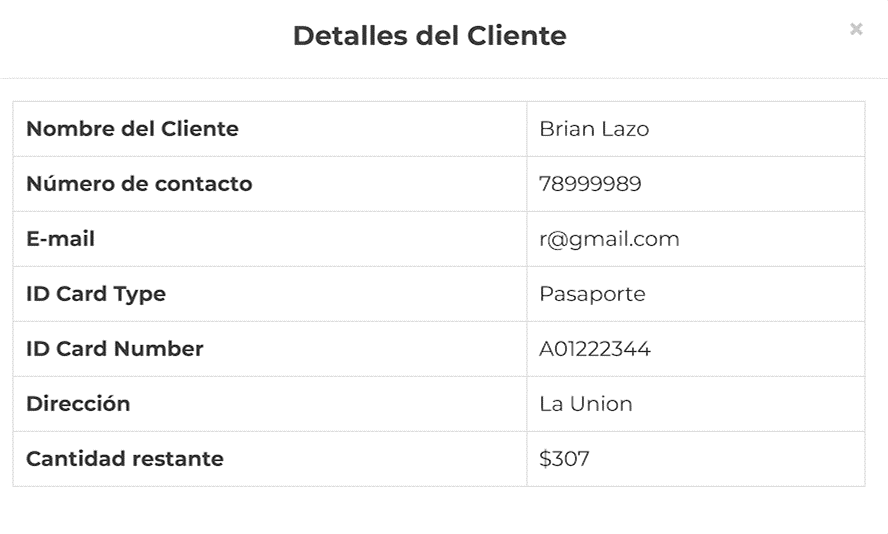 Detalles del Cliente ×
Nombre del Cliente Brian Lazo
Número de contacto 78999989
E-mail r@gmail.com
ID Card Type Pasaporte
ID Card Number A01222344
Dirección La Union
Cantidad restante $307